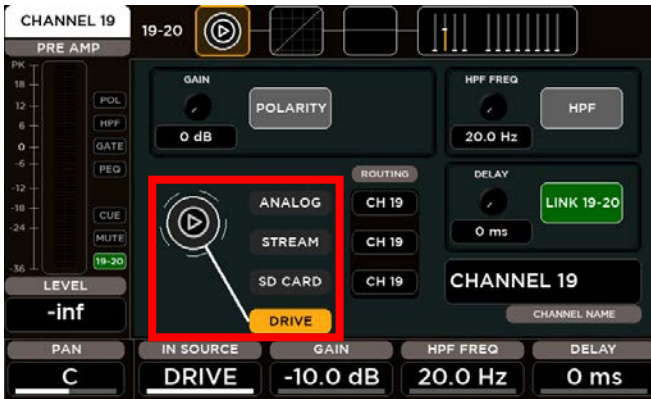 CHANNEL 19
PRE AMP
19-20
PK
18
12
6
0
-6
-12
-18
-24
-36
POL
HPF
GATE
PEQ
CUE
MUTE
19-20
LEVEL
-inf
GAIN
0 dB
POLARITY
HPF FREQ
20.0 Hz
HPF
ROUTING
ANALOG CH 19
STREAM CH 19
SD CARD CH 19
DRIVE
DELAY
0 ms
LINK 19-20
CHANNEL 19
CHANNEL NAME
PAN IN SOURCE GAIN HPF FREQ DELAY
C DRIVE -10.0 dB 20.0 Hz 0 ms